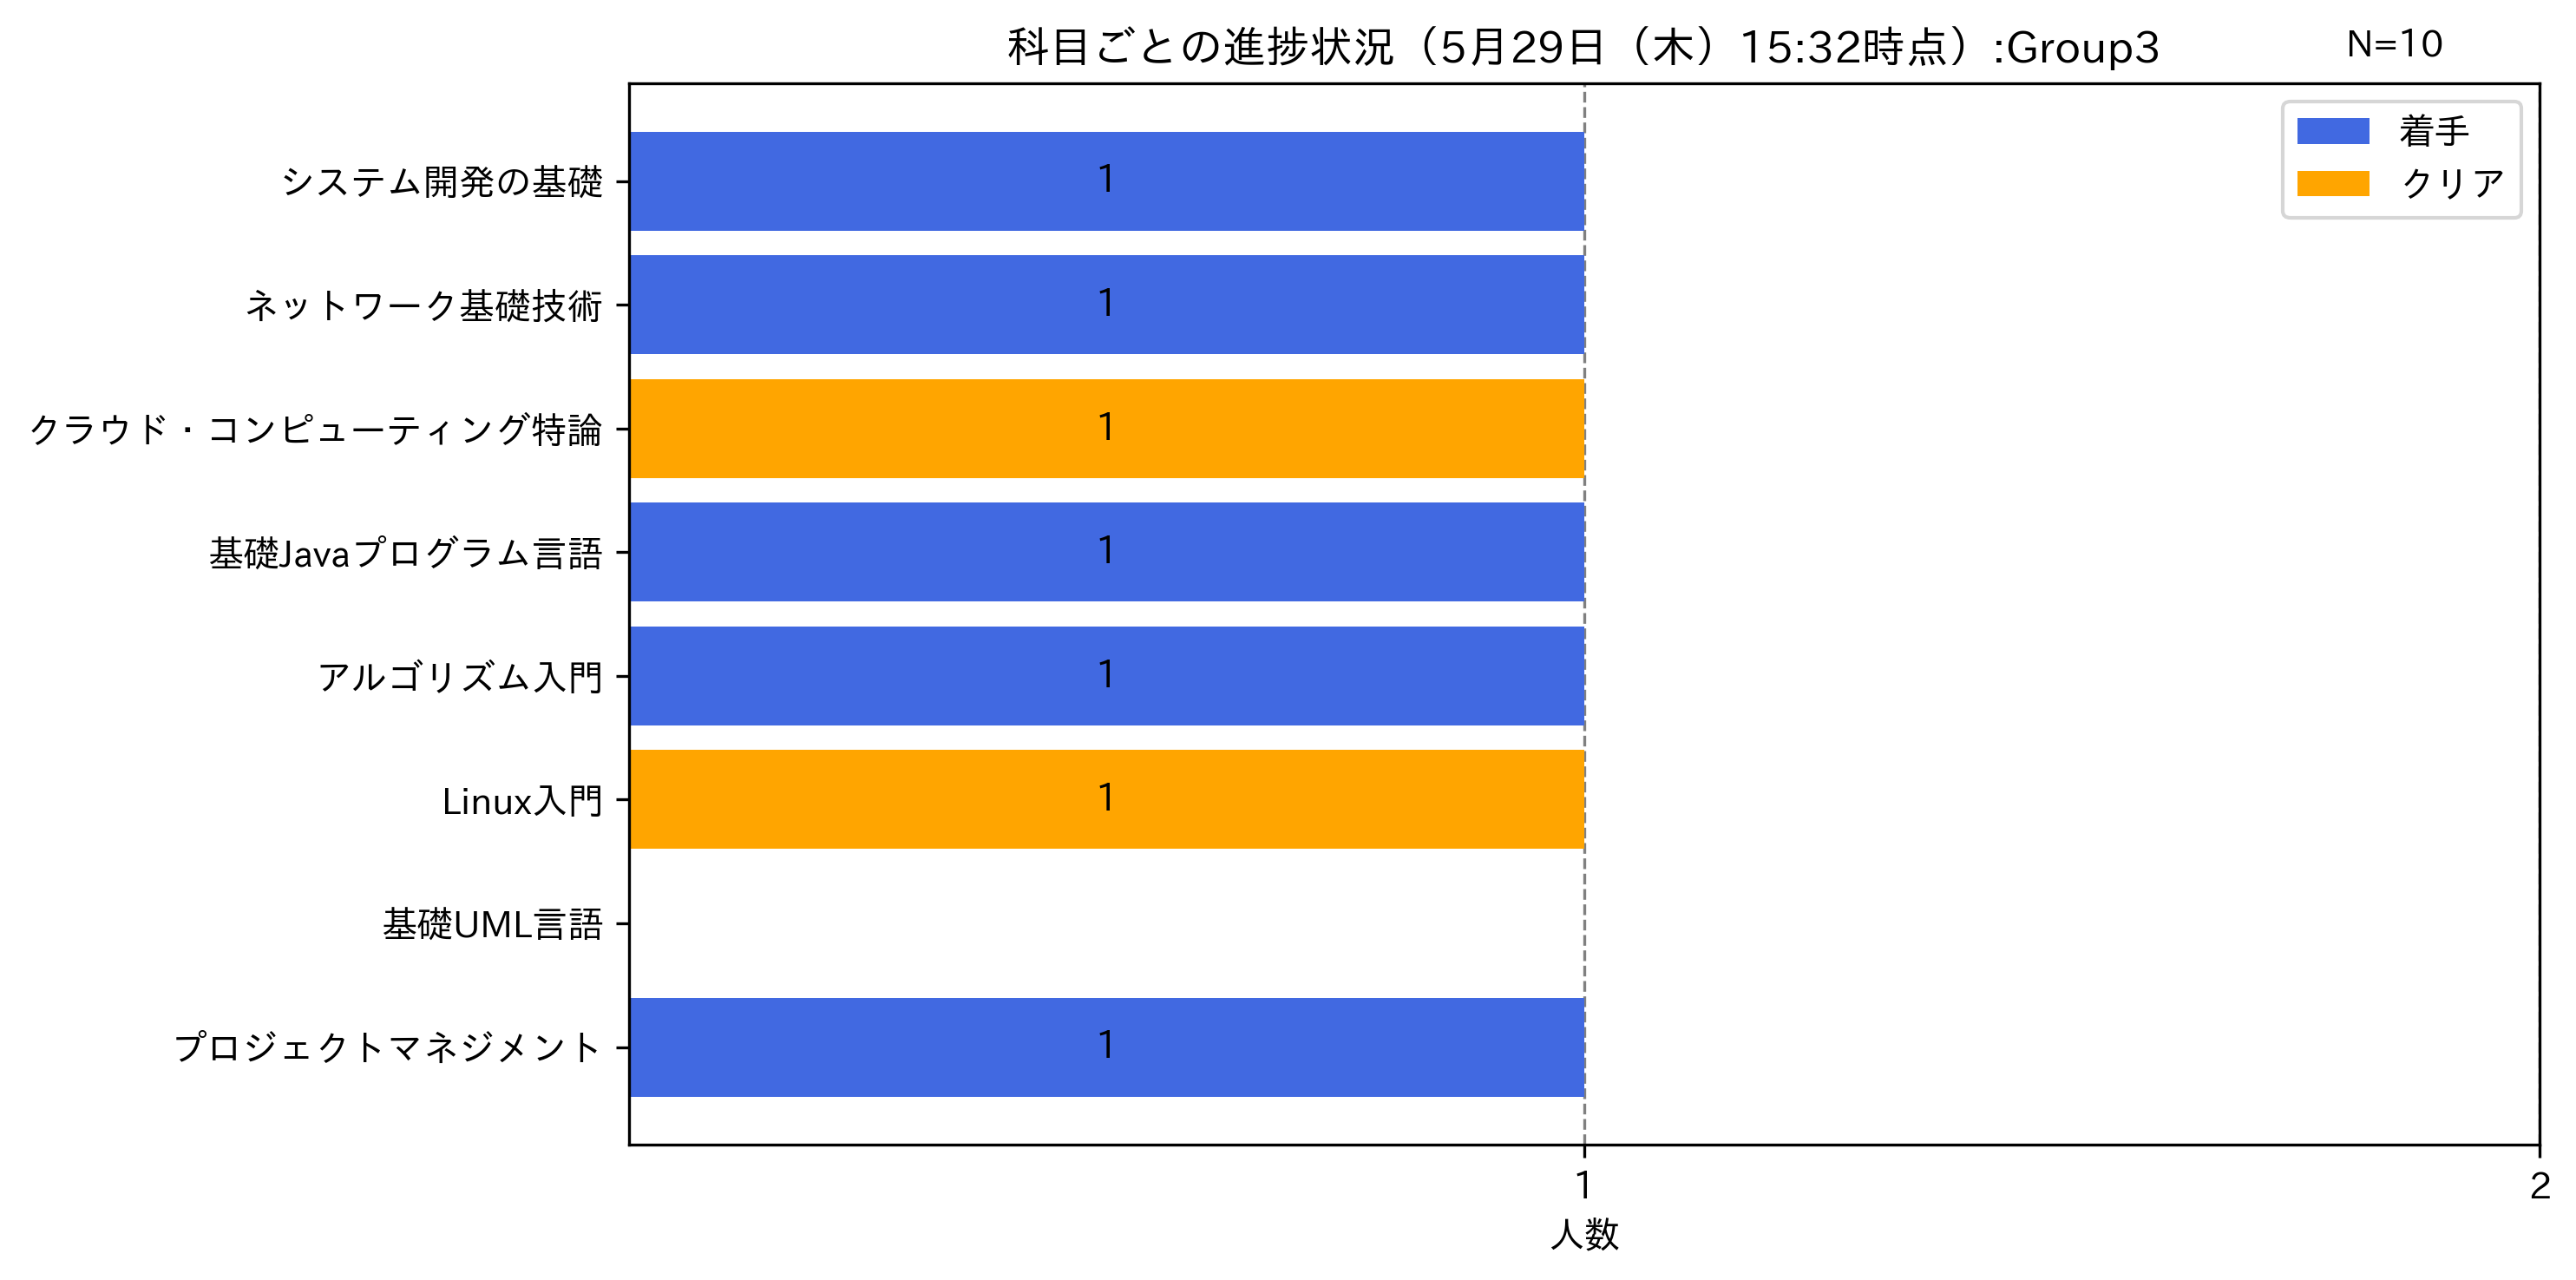 科目ごとの進捗状況（5月29日（木）15:32時点）:Group3
N=10
着手
クリア
システム開発の基礎
1
ネットワーク基礎技術
1
クラウド・コンピューティング特論
1
基礎Javaプログラム言語
1
アルゴリズム入門
1
Linux入門
1
基礎UML言語
プロジェクトマネジメント
1
1
2
人数